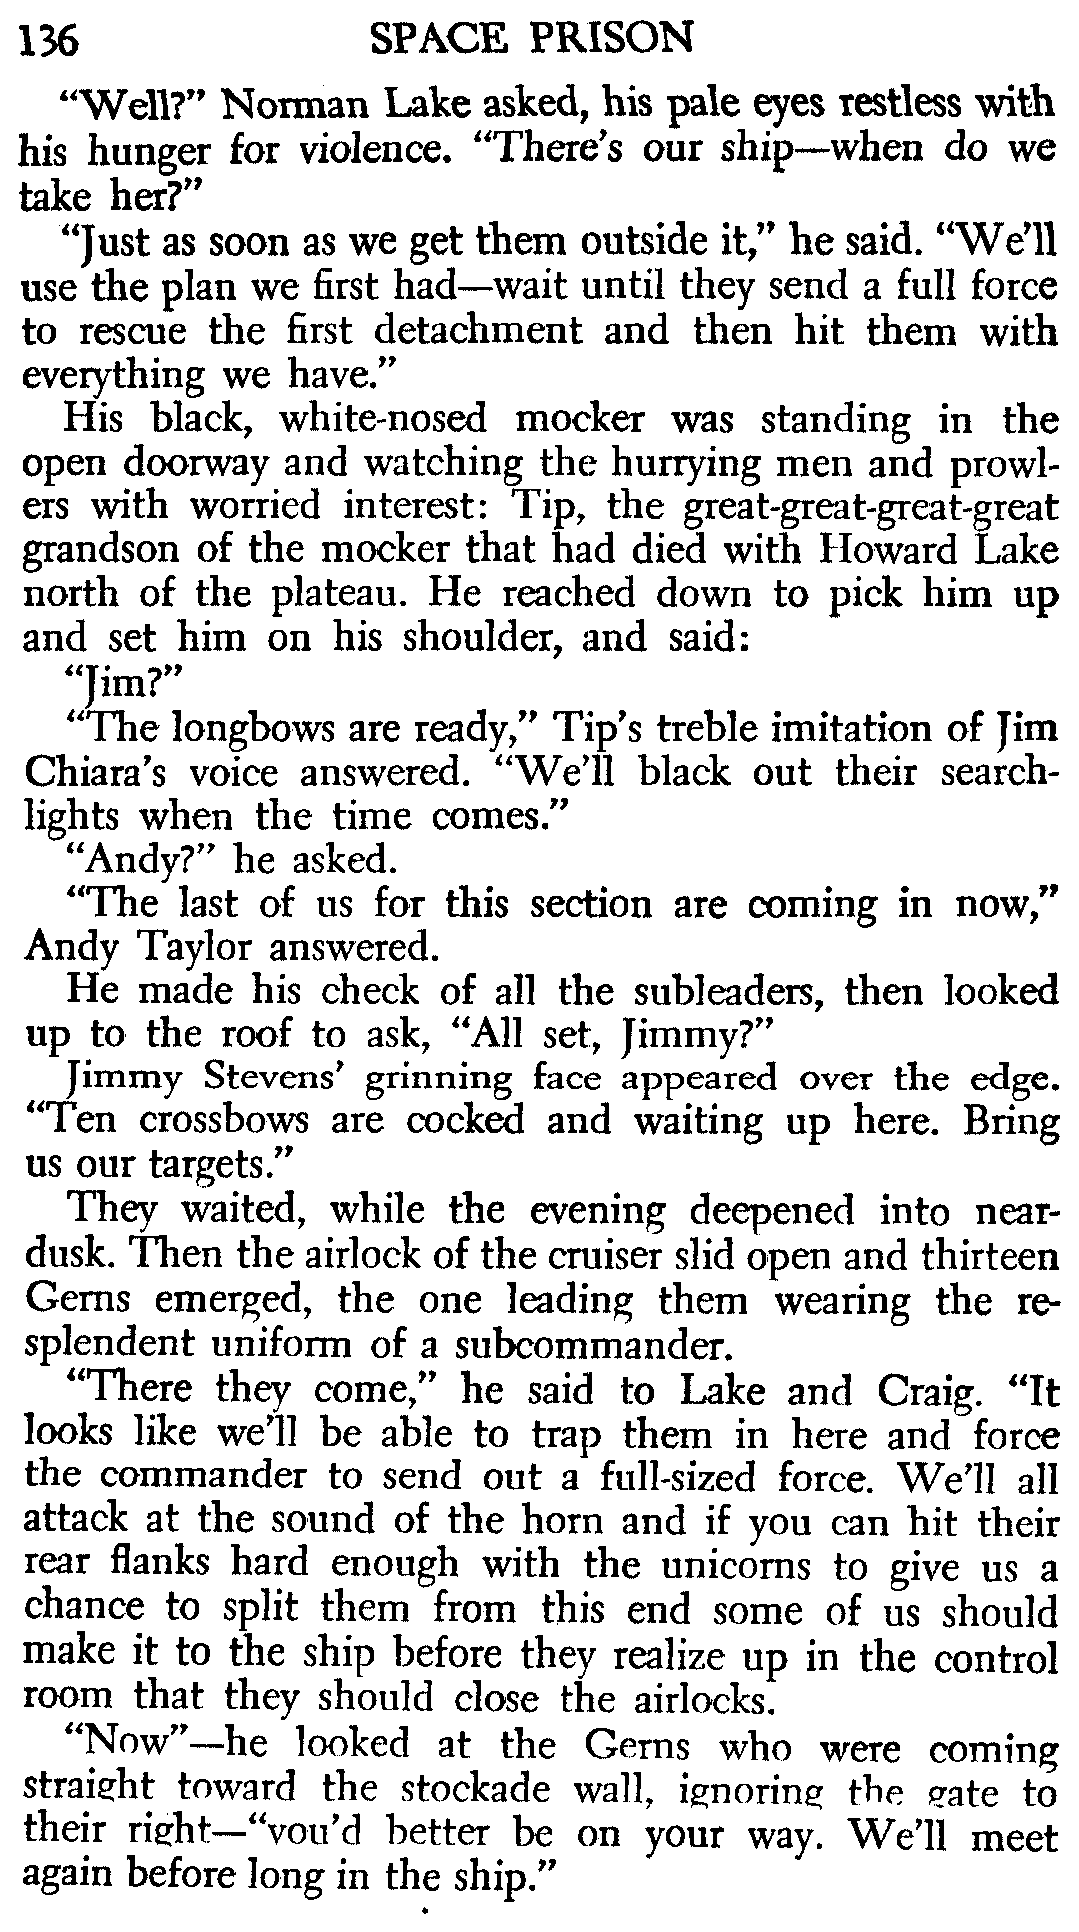 136 SPACE PRISON
“Well?” Norman Lake asked, his pale eyes restless with
his hunger for violence. “There’s our ship—when do we
take her?”
“Just as soon as we get them outside it,” he said. “We’ll
use the plan we first had—wait until they send a full force
to rescue the first detachment and then hit them with
everything we have.”
His black, white-nosed mocker was standing in the
open doorway and watching the hurrying men and prowl-
ers with worried interest: Tip, the great-great-great-great
grandson of the mocker that had died with Howard Lake
north of the plateau. He reached down to pick him up
and set him on his shoulder, and said:
“Jim?”
“The longbows are ready,” Tip’s treble imitation of Jim
Chiara’s voice answered. “We’ll black out their search-
lights when the time comes.”
“Andy?” he asked.
“The last of us for this section are coming in now,”
Andy Taylor answered.
He made his check of all the subleaders, then looked
up to the roof to ask, “All set, Jimmy?”
Jimmy Stevens’ grinning face appeared over the edge.
“Ten crossbows are cocked and waiting up here. Bring
us our targets.”
They waited, while the evening deepened into near-
dusk. Then the airlock of the cruiser slid open and thirteen
Gerns emerged, the one leading them wearing the re-
splendent uniform of a subcommander.
“There they come,” he said to Lake and Craig. “It
looks like we’ll be able to trap them in here and force
the commander to send out a full-sized force. We’ll all
attack at the sound of the horn and if you can hit their
rear flanks hard enough with the unicorns to give us a
chance to split them from this end some of us should
make it to the ship before they realize up in the control
room that they should close the airlocks.
“Now”—he looked at the Gerns who were coming
straight toward the stockade wall, ignoring the gate to
their right—“you’d better be on your way. We’ll meet
again before long in the ship.”